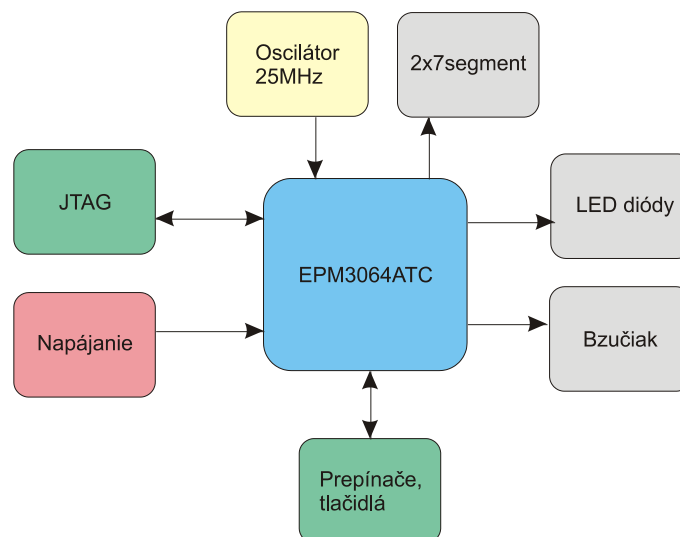 Oscilátor
25MHz
2x7segment
JTAG
LED diódy
EPM3064ATC
Napájanie
Bzučiak
Prepínače,
tlačidlá